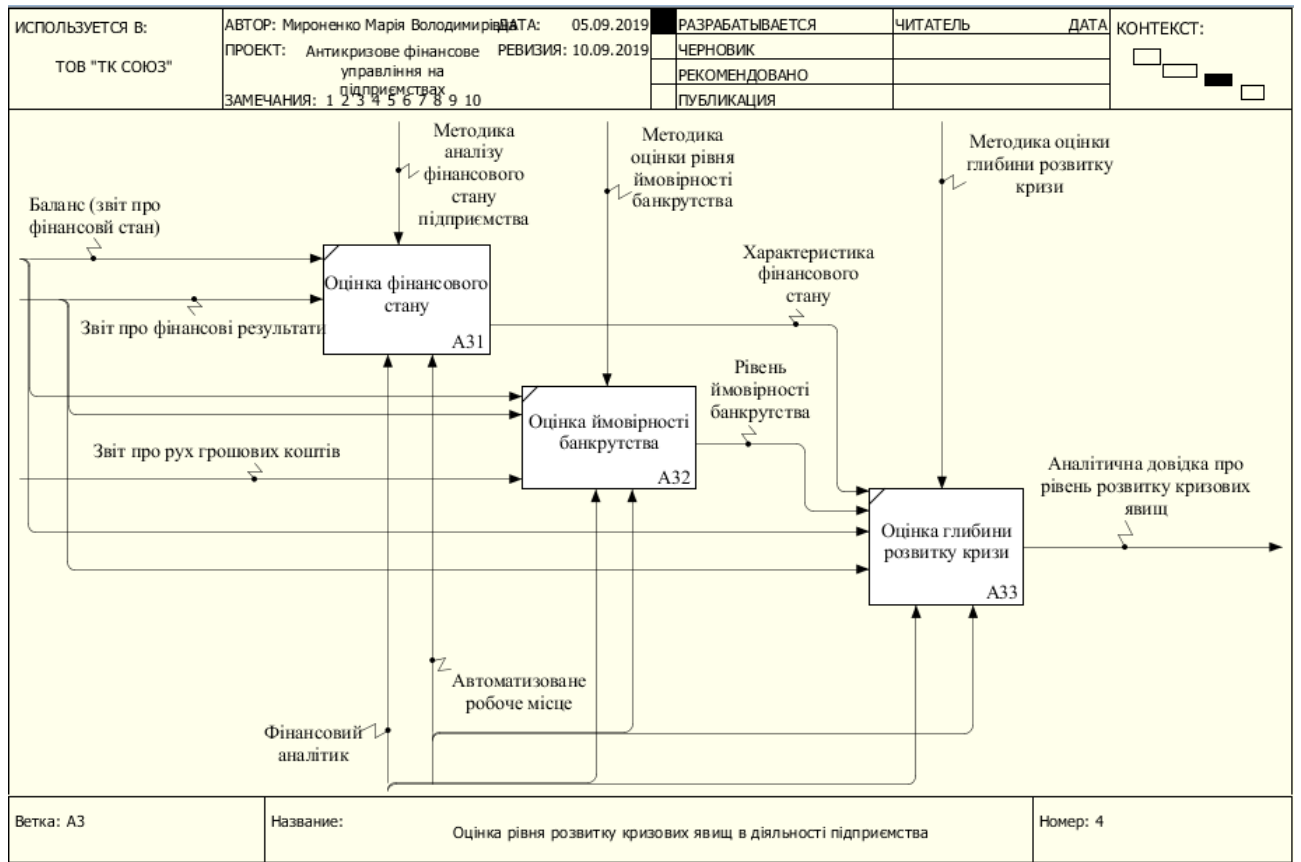 ИСПОЛЬЗУЕТСЯ В:
ТОВ "ТК СОЮЗ"
АВТОР: Мироненко Марія Володимирівна
ДАТА: 05.09.2019
ПРОЕКТ: Антикризове фінансове
управління на
підприємствах
РЕВИЗИЯ: 10.09.2019
ЗАМЕЧАНИЯ: 1 2 3 4 5 6 7 8 9 10
РАЗРАБАТЫВАЕТСЯ
ЧЕРНОВИК
РЕКОМЕНДОВАНО
ПУБЛИКАЦИЯ
ЧИТАТЕЛЬ ДАТА
КОНТЕКСТ:
Методика
аналізу
фінансового
стану
підприємства
Методика
оцінки рівня
ймовірності
банкрутства
Методика оцінки
глибини розвитку
кризи
Баланс (звіт про
фінансовй стан)
Звіт про фінансові результати
Оцінка фінансового
стану
А31
Характеристика
фінансового
стану
Рівень
ймовірності
банкрутства
Оцінка ймовірності
банкрутства
А32
Звіт про рух грошових коштів
Аналітична довідка про
рівень розвитку кризових
явищ
Оцінка глибини
розвитку кризи
А33
Автоматизоване
робоче місце
Фінансовий
аналітик
Ветка: А3
Название:
Оцінка рівня розвитку кризових явищ в діяльності підприємства
Номер: 4